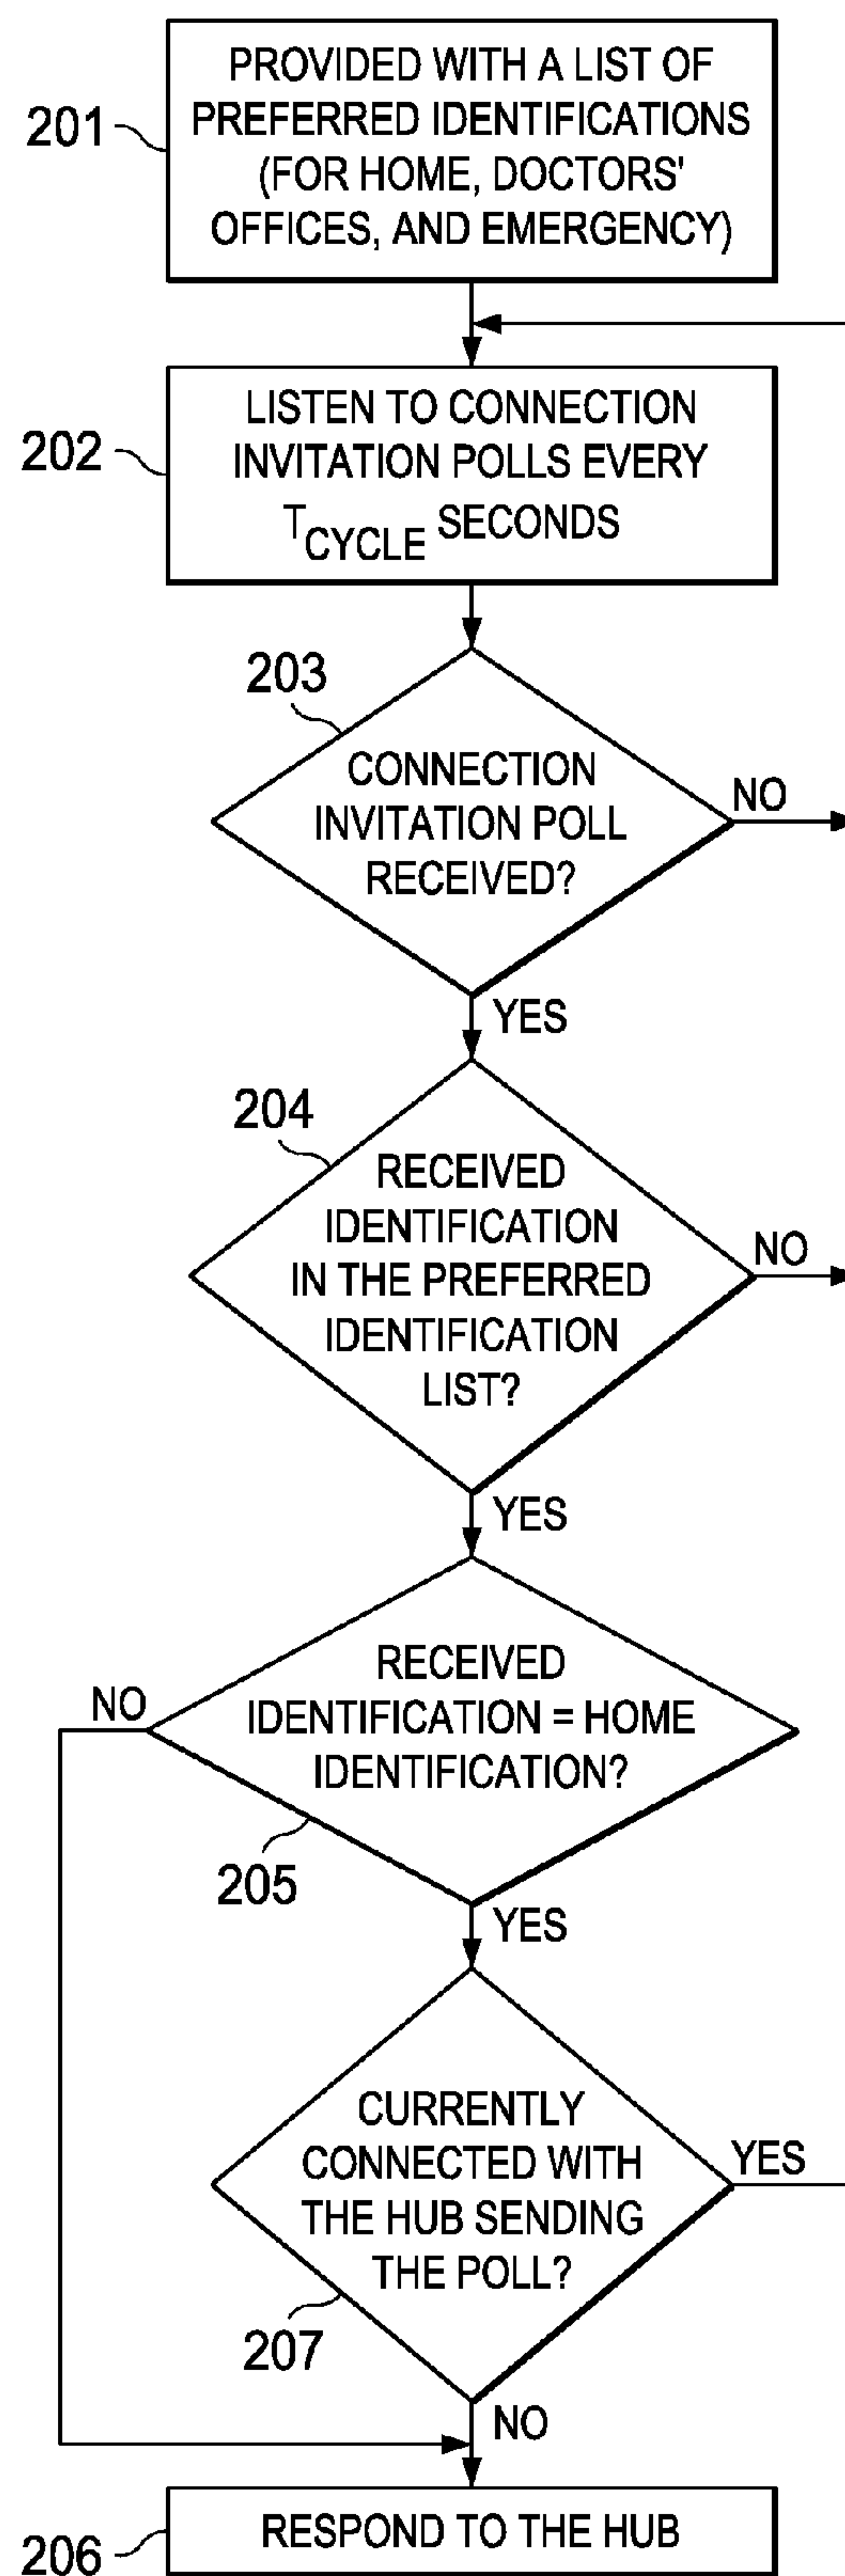 201
PROVIDED WITH A LIST OF
PREFERRED IDENTIFICATIONS
(FOR HOME, DOCTORS'
OFFICES, AND EMERGENCY)
202
LISTEN TO CONNECTION
INVITATION POLLS EVERY
TCYCLE SECONDS
203
CONNECTION
INVITATION POLL
RECEIVED?
NO
YES
204
RECEIVED
IDENTIFICATION
IN THE PREFERRED
IDENTIFICATION
LIST?
NO
YES
RECEIVED
IDENTIFICATION = HOME
IDENTIFICATION?
NO
205
YES
CURRENTLY
CONNECTED WITH
THE HUB SENDING
THE POLL?
YES
207
NO
206
RESPOND TO THE HUB